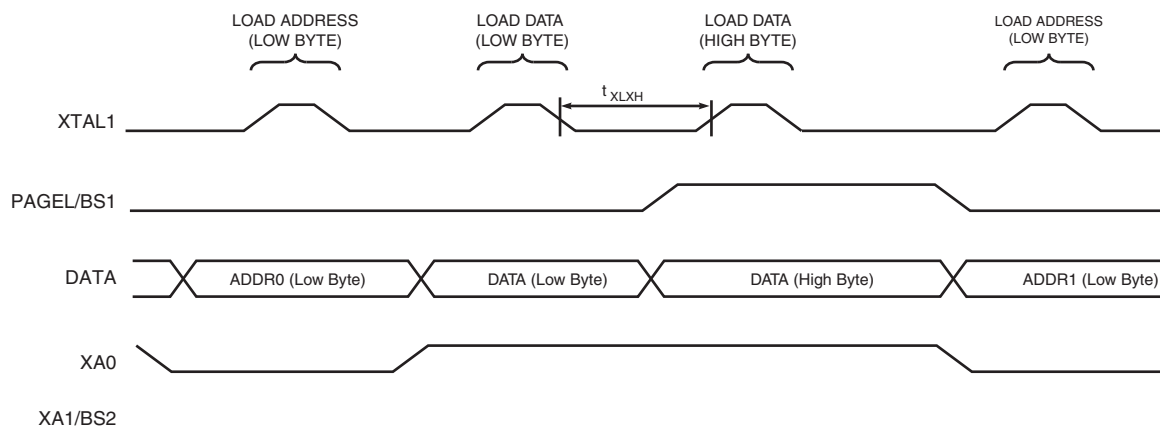 LOAD ADDRESS
(LOW BYTE)
LOAD DATA
(LOW BYTE)
LOAD DATA
(HIGH BYTE)
LOAD ADDRESS
(LOW BYTE)
t XLXH
XTAL1
PAGEL/BS1
DATA
ADDR0 (Low Byte)
DATA (Low Byte)
DATA (High Byte)
ADDR1 (Low Byte)
XA0
XA1/BS2